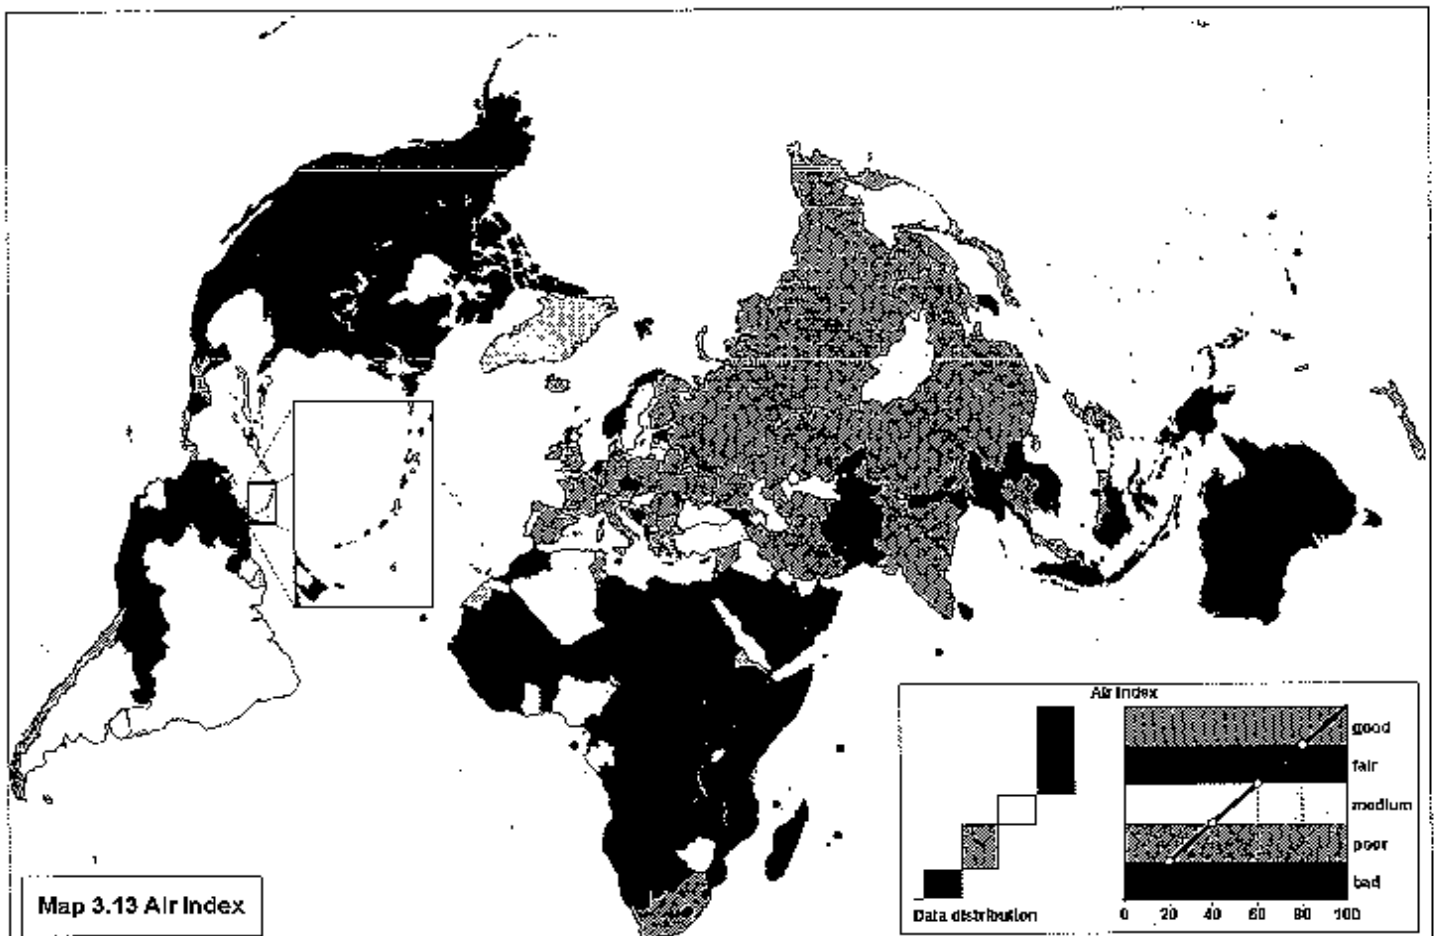 Air Index
good
fair
medium
poor
bad
0 20 40 60 80 100
Data distribution
Map 3.13 Air Index